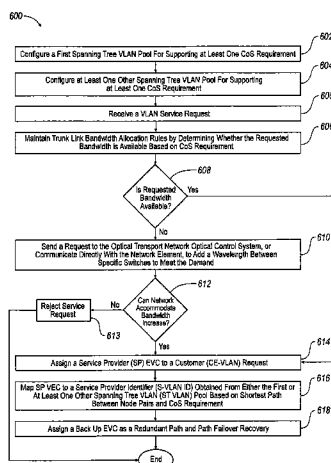 600
602
Configure a First Spanning Tree VLAN Pool For Supporting at Least One CoS Requirement
604
Configure at Least One Other Spanning Tree VLAN Pool For Supporting
at Least One CoS Requirement
605
Receive a VLAN Service Request
606
Maintain Trunk Link Bandwidth Allocation Rules by Determining Whether the Requested
Bandwidth is Available Based on CoS Requirement
608
Is Requested
Bandwidth
Available?
Yes
No
610
Send a Request to the Optical Transport Network Optical Control System, or
Communicate Directly With the Network Element, to Add a Wavelength Between
Specific Switches to Meet the Demand
612
Can Network
Accommodate
Bandwidth
Increase?
No
Reject Service
Request
613
Yes
614
Assign a Service Provider (SP) EVC to a Customer (CE-VLAN) Request
616
Map SP VEC to a Service Provider Identifier (S-VLAN ID) Obtained From Either the First or
At Least One Other Spanning Tree VLAN (ST VLAN) Pool Based on Shortest Path
Between Node Pairs and CoS Requirement
618
Assign a Back Up EVC as a Redundant Path and Path Failover Recovery
End